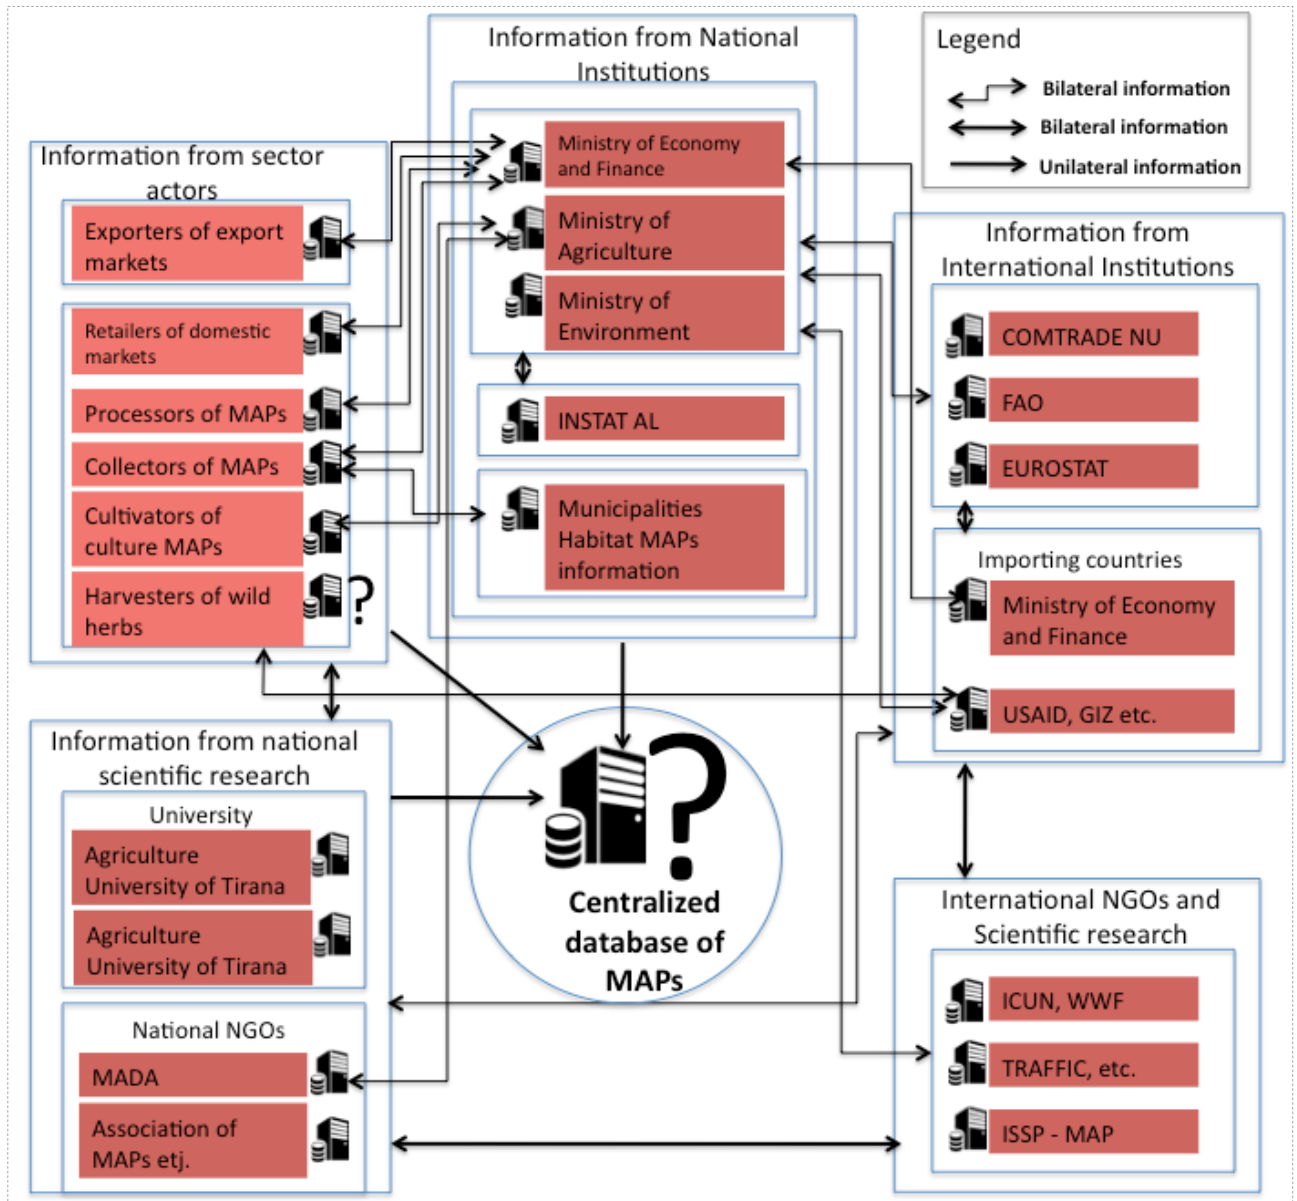 Information from National
Institutions
Ministry of Economy
and Finance
Ministry of
Agriculture
Ministry of
Environment
INSTAT AL
Municipalities
Habitat MAPs
information
Legend
Bilateral information
Bilateral information
Unilateral information
Information from sector
actors
Exporters of export
markets
Retailers of domestic
markets
Processors of MAPs
Collectors of MAPs
Cultivators of
culture MAPs
Harvesters of wild
herbs
?
Information from
International Institutions
COMTRADE NU
FAO
EUROSTAT
Importing countries
Ministry of Economy
and Finance
USAID, GIZ etc.
Information from national
scientific research
University
Agriculture
University of Tirana
Agriculture
University of Tirana
National NGOs
MADA
Association of
MAPs etj.
?
Centralized
database of
MAPs
International NGOs and
Scientific research
ICUN, WWF
TRAFFIC, etc.
ISSP - MAP